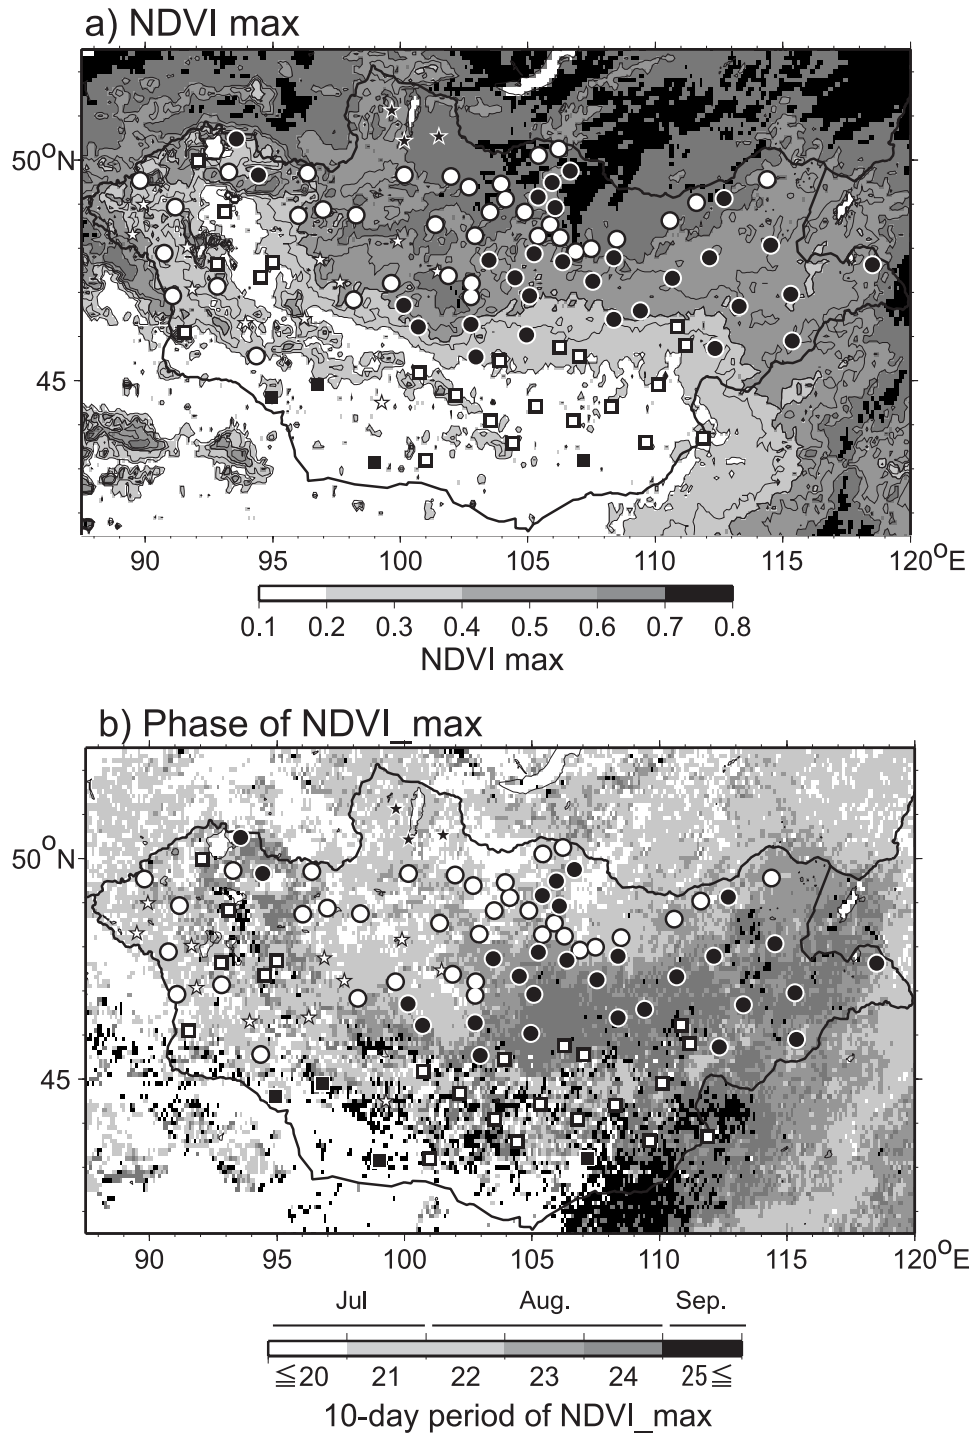 a) NDVI max
50°N
45
90 95 100 105 110 115 120°E
0.1 0.2 0.3 0.4 0.5 0.6 0.7 0.8
NDVI max
b) Phase of NDVI_max
50°N
45
90 95 100 105 110 115 120°E
Jul Aug. Sep.
≦20 21 22 23 24 25≦
10-day period of NDVI_max